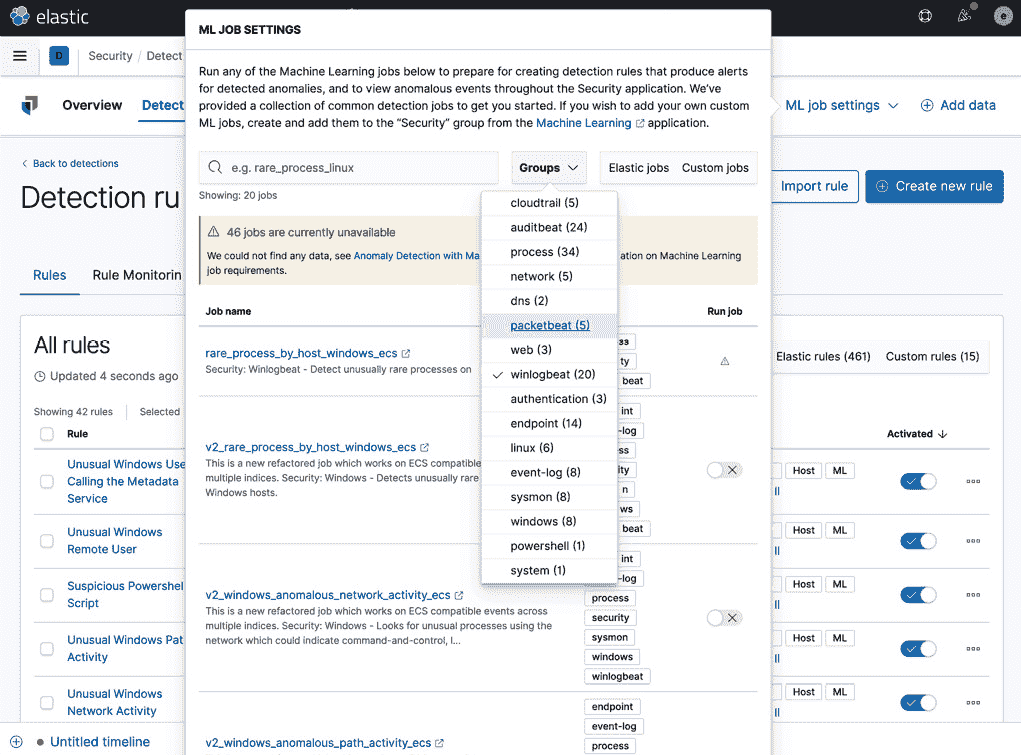 elastic
e
D
Security / Detect
Overview
Detect
ML job settings
Add data
Back to detections
Detection ru
Import rule
Create new rule
Rules
Rule Monitorin
All rules
Updated 4 seconds ago
Elastic rules (461)
Custom rules (15)
Showing 42 rules
Selected
Rule
Activated
Unusual Windows Use
Calling the Metadata
Service
Host
ML
Unusual Windows
Remote User
Host
ML
Suspicious Powershel
Script
Host
ML
Unusual Windows Pat
Activity
Host
ML
Unusual Windows
Network Activity
Host
ML
Untitled timeline
ML JOB SETTINGS
Run any of the Machine Learning jobs below to prepare for creating detection rules that produce alerts
for detected anomalies, and to view anomalous events throughout the Security application. We've
provided a collection of common detection jobs to get you started. If you wish to add your own custom
ML jobs, create and add them to the “Security” group from the Machine Learning application.
e.g. rare_process_linux
Groups
Elastic jobs
Custom jobs
Showing: 20 jobs
46 jobs are currently unavailable
We could not find any data, see Anomaly Detection with Ma
ation on Machine Learning
job requirements.
cloudtrail (5)
auditbeat (24)
process (34)
network (5)
dns (2)
packetbeat (5)
web (3)
winlogbeat (20)
authentication (3)
endpoint (14)
linux (6)
event-log (8)
sysmon (8)
windows (8)
powershell (1)
system (1)
Job name
Run job
rare_process_by_host_windows_ecs
Security: Winlogbeat - Detect unusually rare processes on
ss
ty
beat
v2_rare_process_by_host_windows_ecs
This is a new refactored job which works on ECS compatible
multiple indices. Security: Windows - Detects unusually rare
Windows hosts.
int
-log
ss
ity
n
ws
beat
v2_windows_anomalous_network_activity_ecs
This is a new refactored job which works on ECS compatible events across
multiple indices. Security: Windows - Looks for unusual processes using the
network which could indicate command-and-control, l...
int
-log
process
security
sysmon
windows
winlogbeat
v2_windows_anomalous_path_activity_ecs
endpoint
event-log
process